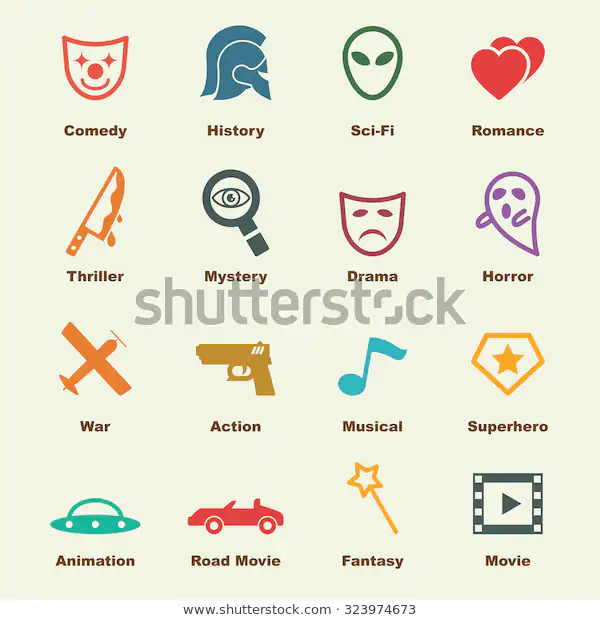 Comedy History Sci-Fi Romance
Thriller Mystery Drama Horror
shutterstock
War Action Musical Superhero
Animation Road Movie Fantasy Movie
www.shutterstock.com · 323974673